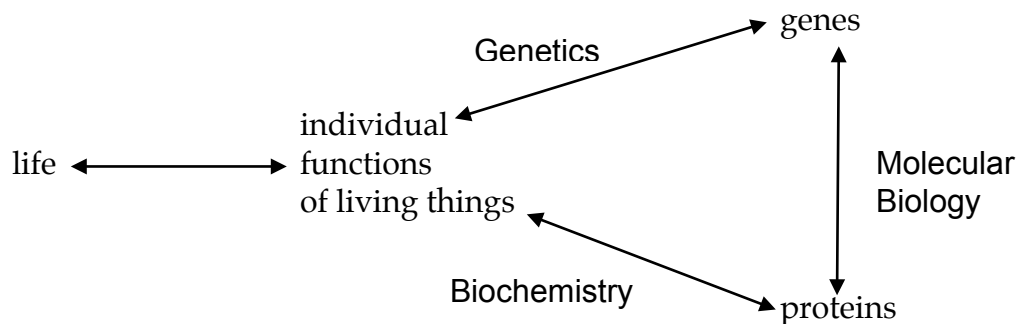 genes
Genetics
individual
functions
of living things
life
Molecular
Biology
Biochemistry
proteins